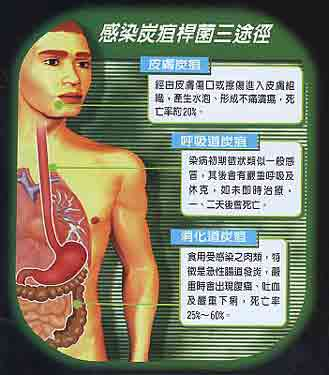 感染炭疽桿菌三途徑
皮膚炭疽
經由皮膚傷口或擦傷進入皮膚組
織，產生水泡、形成不痛潰瘍，死
亡率約20%。
呼吸道炭疽
染病初期徵狀類似一般感
冒，其後會有嚴重呼吸及
休克，如未即時治療，
一、二天後會死亡。
消化道炭疽
食用受感染之肉類，特
徵是急性腸道發炎，嚴
重時會出現腹痛、吐血
及嚴重下痢，死亡率
25%～60%。